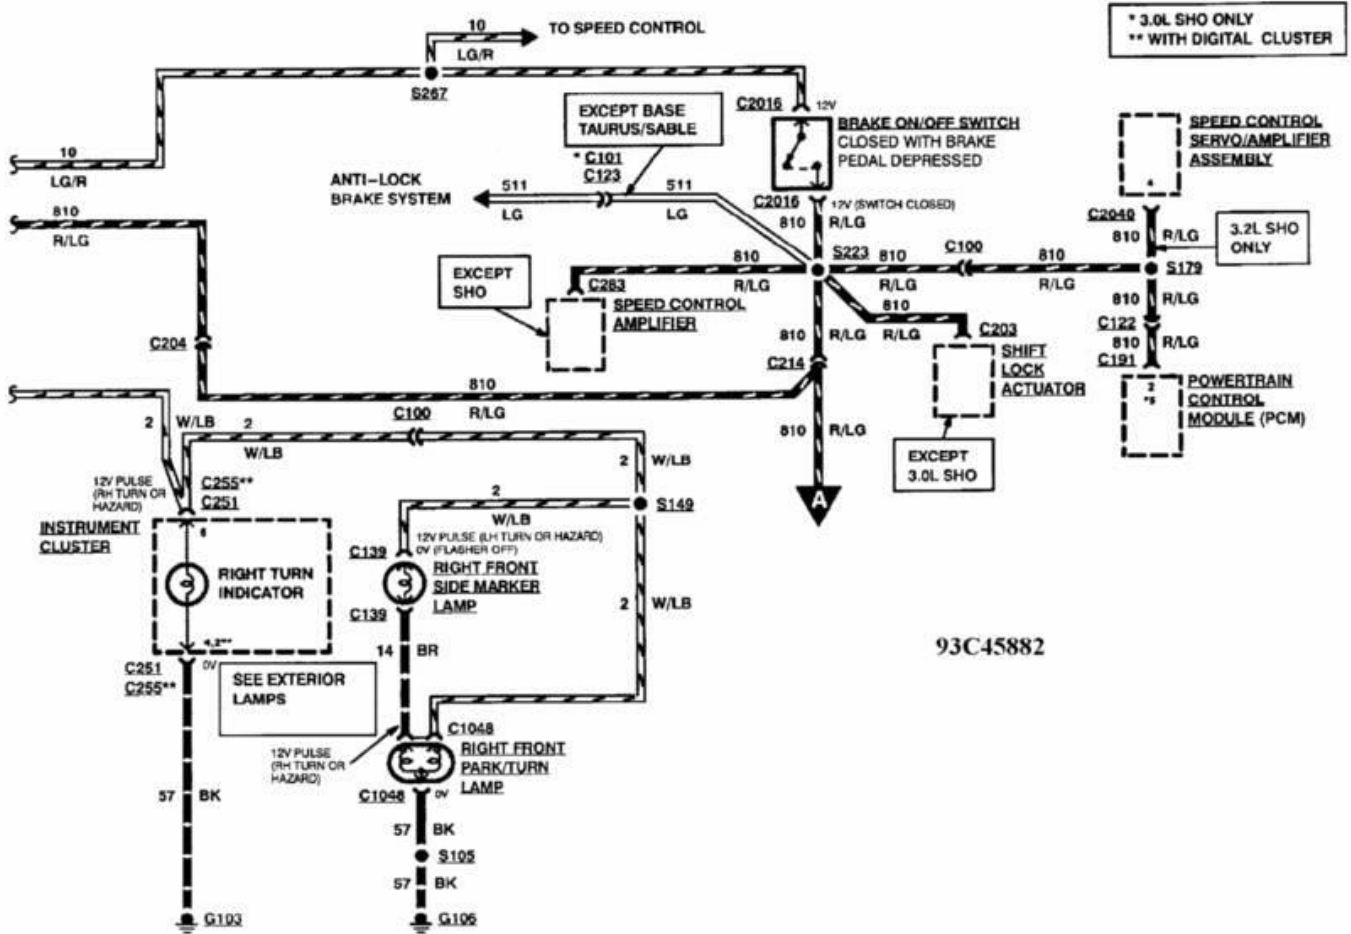 * 3.0L SHO ONLY
** WITH DIGITAL CLUSTER
10
TO SPEED CONTROL
LG/R
S267
10
LG/R
810
R/LG
EXCEPT BASE
TAURUS/SABLE
* C101
C123
ANTI-LOCK
BRAKE SYSTEM
511
LG
511
LG
C2016
12V
BRAKE ON/OFF SWITCH
CLOSED WITH BRAKE
PEDAL DEPRESSED
C2016
12V (SWITCH CLOSED)
810
R/LG
SPEED CONTROL
SERVO/AMPLIFIER
ASSEMBLY
4
C2040
810
R/LG
3.2L SHO
ONLY
S223
810
R/LG
C100
810
R/LG
S179
810
R/LG
C122
810
R/LG
C191
2
*5
POWERTRAIN
CONTROL
MODULE (PCM)
EXCEPT
SHO
810
R/LG
C283
SPEED CONTROL
AMPLIFIER
810
R/LG
C203
SHIFT
LOCK
ACTUATOR
EXCEPT
3.0L SHO
810
R/LG
C214
810
R/LG
A
C204
810
R/LG
2
W/LB
2
W/LB
C100
2
W/LB
S149
2
W/LB
2
W/LB
12V PULSE
(RH TURN OR
HAZARD)
C255**
C251
INSTRUMENT
CLUSTER
6
RIGHT TURN
INDICATOR
4,2**
C251
C255**
0V
SEE EXTERIOR
LAMPS
12V PULSE (LH TURN OR HAZARD)
0V (FLASHER OFF)
C139
RIGHT FRONT
SIDE MARKER
LAMP
C139
14
BR
12V PULSE
(RH TURN OR
HAZARD)
C1048
RIGHT FRONT
PARK/TURN
LAMP
C1048
0V
57
BK
57
BK
S105
57
BK
G103
G106
93C45882